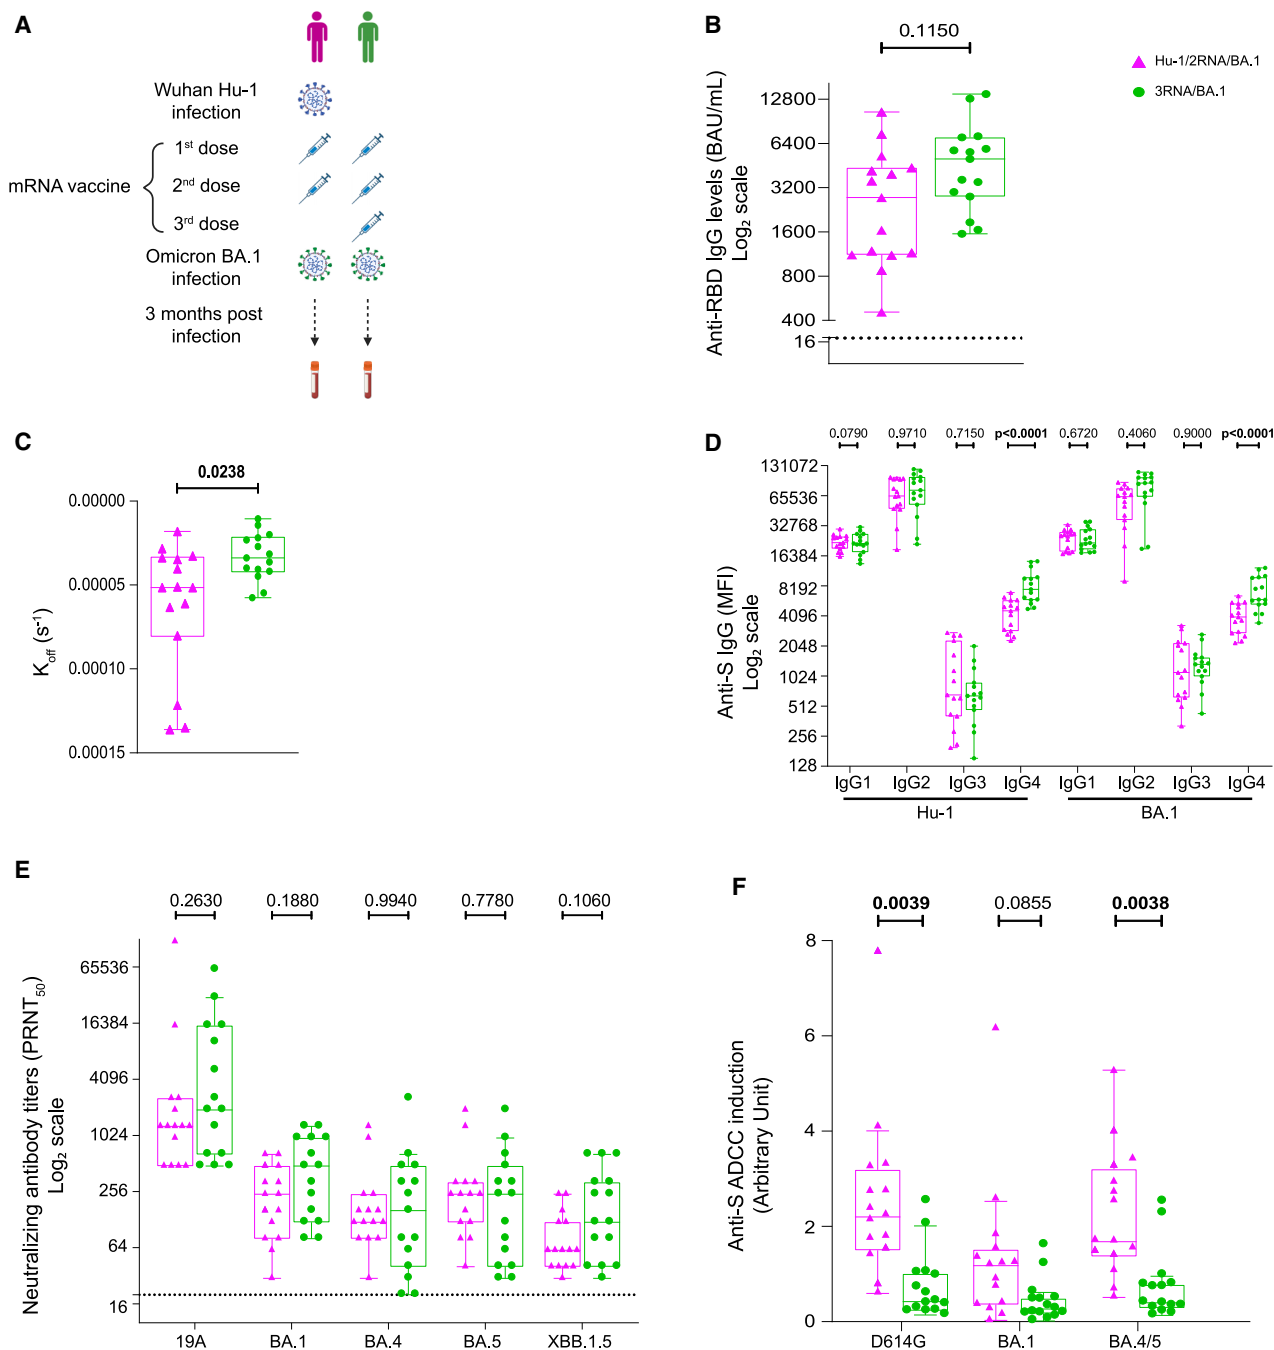 A
Wuhan Hu-1
infection
mRNA vaccine
1st dose
2nd dose
3rd dose
Omicron BA.1
infection
3 months post
infection
B
0.1150
Hu-1/2RNA/BA.1
3RNA/BA.1
Anti-RBD IgG levels (BAU/mL)
Log₂ scale
12800
6400
3200
1600
800
400
16
C
0.0238
Koff (s⁻¹)
0.00000
0.00005
0.00010
0.00015
D
0.0790 0.9710 0.7150 p<0.0001 0.6720 0.4060 0.9000 p<0.0001
Anti-S IgG (MFI)
Log₂ scale
131072
65536
32768
16384
8192
4096
2048
1024
512
256
128
IgG1 IgG2 IgG3 IgG4 IgG1 IgG2 IgG3 IgG4
Hu-1 BA.1
E
0.2630 0.1880 0.9940 0.7780 0.1060
Neutralizing antibody titers (PRNT₅₀)
Log₂ scale
65536
16384
4096
1024
256
64
16
19A BA.1 BA.4 BA.5 XBB.1.5
F
0.0039 0.0855 0.0038
Anti-S ADCC induction
(Arbitrary Unit)
8
6
4
2
0
D614G BA.1 BA.4/5